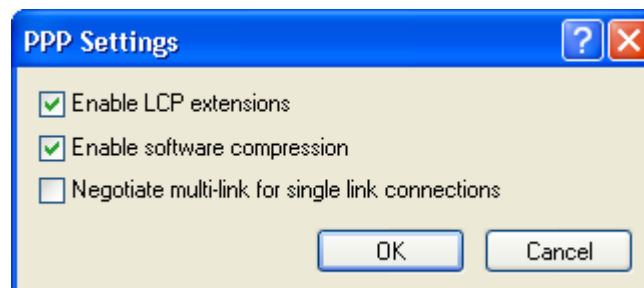 PPP Settings
?
Enable LCP extensions
Enable software compression
Negotiate multi-link for single link connections
OK Cancel